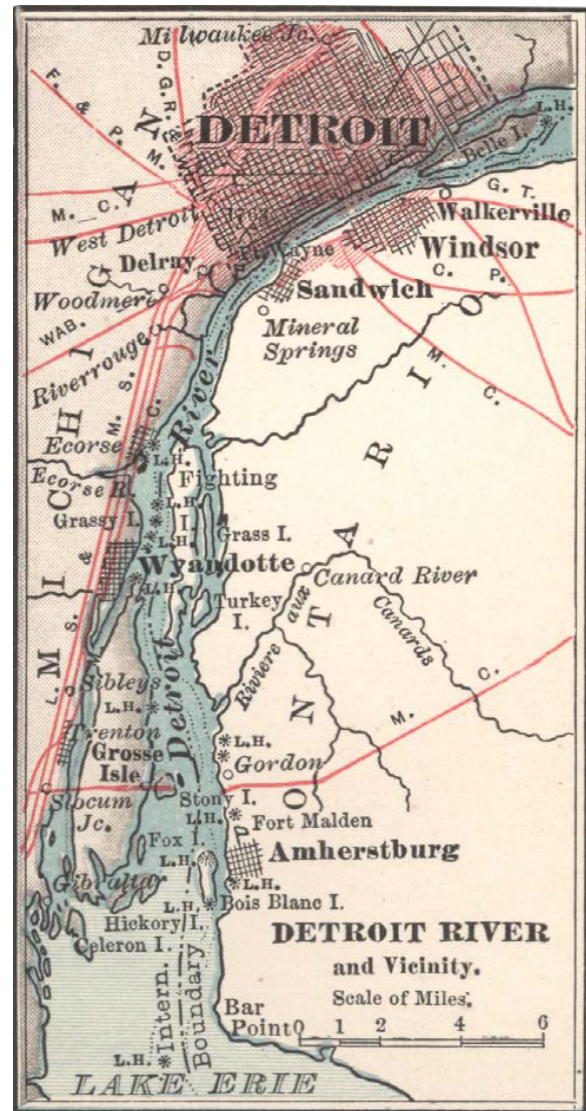 Milwaukee Jc.
D. G. R. & W.
F. & P. M.
DETROIT
L.H.
Belle I.
M. C.
G. T.
West Detroit
1763
Walkerville
Ft. Wayne
Windsor
Delray
C. P.
Woodmere
Sandwich
WAB.
Mineral
Springs
M. C.
Riverrouge
MICHIGAN
ONTARIO
L. S. & M. S.
M. C.
Detroit River
Ecorse
L.H.
Ecorse R.
Fighting
I.
L.H.
Grassy I.
L.H.
Grass I.
Wyandotte
Canard River
L.H.
Turkey
I.
Riviere aux Canards
Sibleys
L.H.
M. C.
Trenton
L.H.
Grosse
Isle
Gordon
Slocum
Jc.
Stony I.
L.H.
Fort Malden
Fox I.
L.H.
Amherstburg
Gibraltar
L.H.
L.H.
Bois Blanc I.
Hickory I.
Celeron I.
DETROIT RIVER
and Vicinity.
Scale of Miles.
Intern.
Boundary
Bar
Point
0 1 2 4 6
L.H.
LAKE ERIE